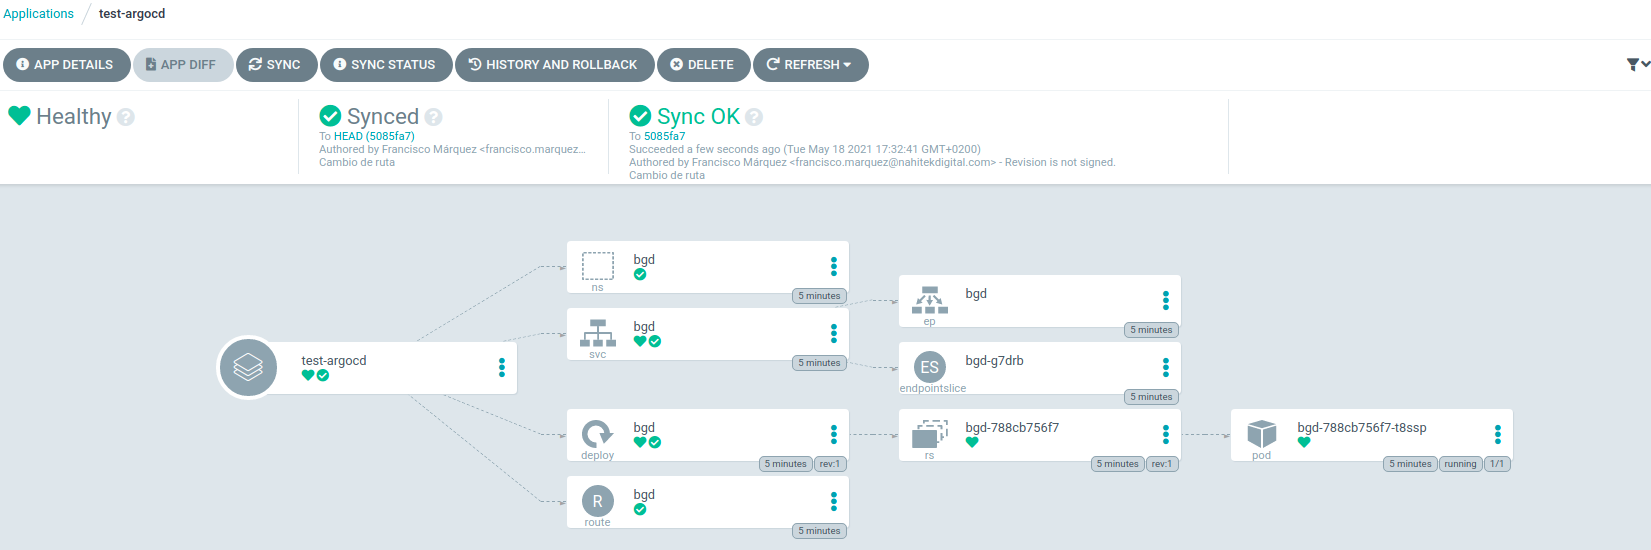 Applications / test-argocd
APP DETAILS APP DIFF SYNC SYNC STATUS HISTORY AND ROLLBACK DELETE REFRESH
Healthy
Synced
To HEAD (5085fa7)
Authored by Francisco Márquez <francisco.marquez...
Cambio de ruta
Sync OK
To 5085fa7
Succeeded a few seconds ago (Tue May 18 2021 17:32:41 GMT+0200)
Authored by Francisco Márquez <francisco.marquez@nahitekdigital.com> - Revision is not signed.
Cambio de ruta
test-argocd
bgd
ns
5 minutes
bgd
svc
5 minutes
bgd
ep
5 minutes
ES
bgd-g7drb
endpointslice
5 minutes
bgd
deploy
5 minutes rev:1
bgd-788cb756f7
rs
5 minutes rev:1
bgd-788cb756f7-t8ssp
pod
5 minutes running 1/1
R
bgd
route
5 minutes